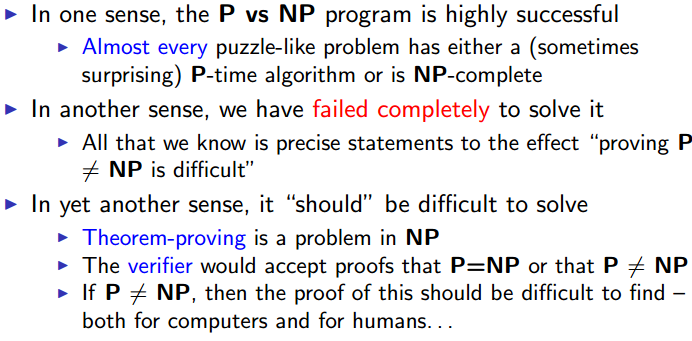 ▶ In one sense, the P vs NP program is highly successful
▶ Almost every puzzle-like problem has either a (sometimes
surprising) P-time algorithm or is NP-complete
▶ In another sense, we have failed completely to solve it
▶ All that we know is precise statements to the effect “proving P
≠ NP is difficult”
▶ In yet another sense, it “should” be difficult to solve
▶ Theorem-proving is a problem in NP
▶ The verifier would accept proofs that P=NP or that P ≠ NP
▶ If P ≠ NP, then the proof of this should be difficult to find –
both for computers and for humans...